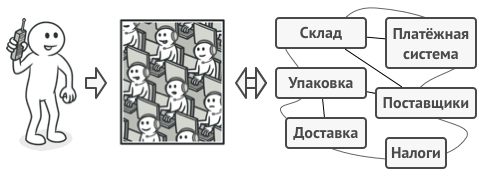 Склад
Платёжная
система
Упаковка
Поставщики
Доставка
Налоги